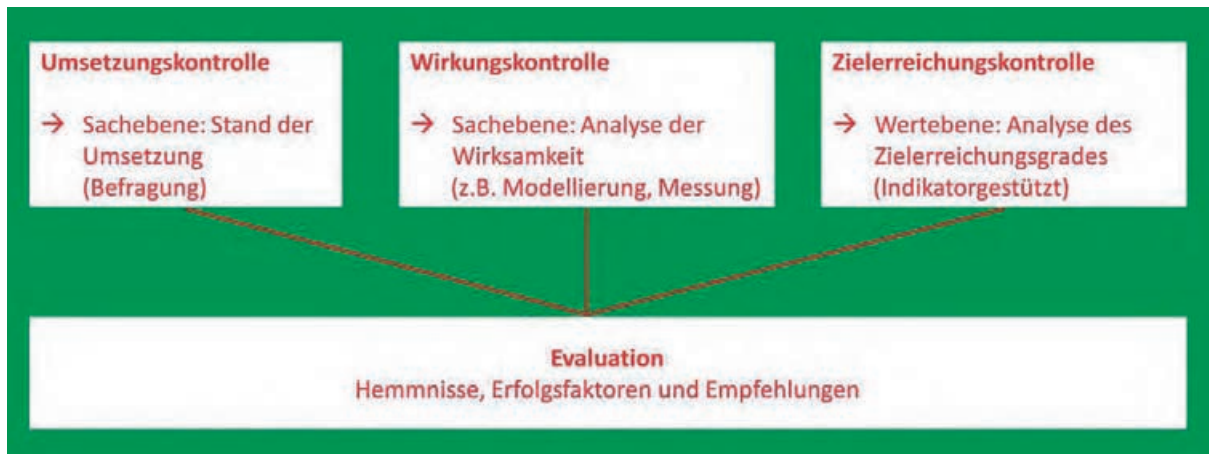 Umsetzungskontrolle
→ Sachebene: Stand der
Umsetzung
(Befragung)
Wirkungskontrolle
→ Sachebene: Analyse der
Wirksamkeit
(z.B. Modellierung, Messung)
Zielerreichungskontrolle
→ Wertebene: Analyse des
Zielerreichungsgrades
(Indikatorgestützt)
Evaluation
Hemmnisse, Erfolgsfaktoren und Empfehlungen